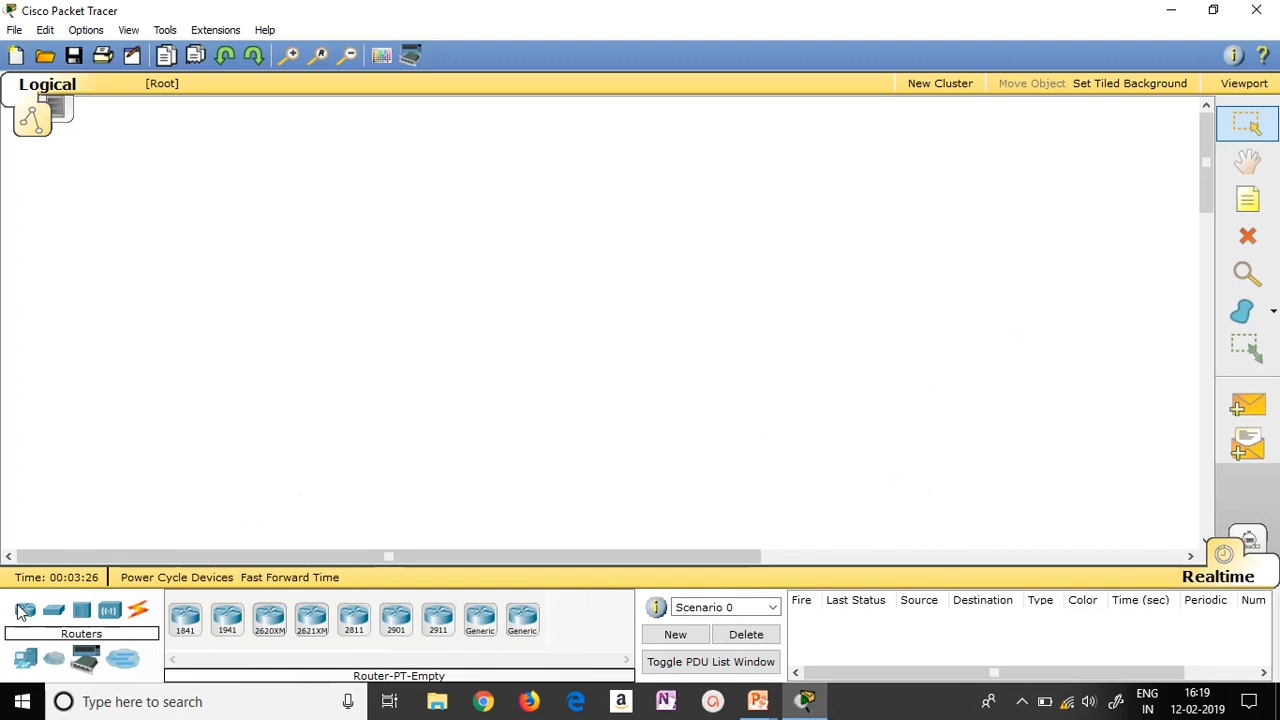 Cisco Packet Tracer
File Edit Options View Tools Extensions Help
Logical [Root] New Cluster Move Object Set Tiled Background Viewport
Time: 00:03:26 Power Cycle Devices Fast Forward Time Realtime
Routers
1841 1941 2620XM 2621XM 2811 2901 2911 Generic Generic
Router-PT-Empty
Scenario 0
New Delete
Toggle PDU List Window
Fire Last Status Source Destination Type Color Time (sec) Periodic Num
Type here to search
ENG
IN
16:19
12-02-2019